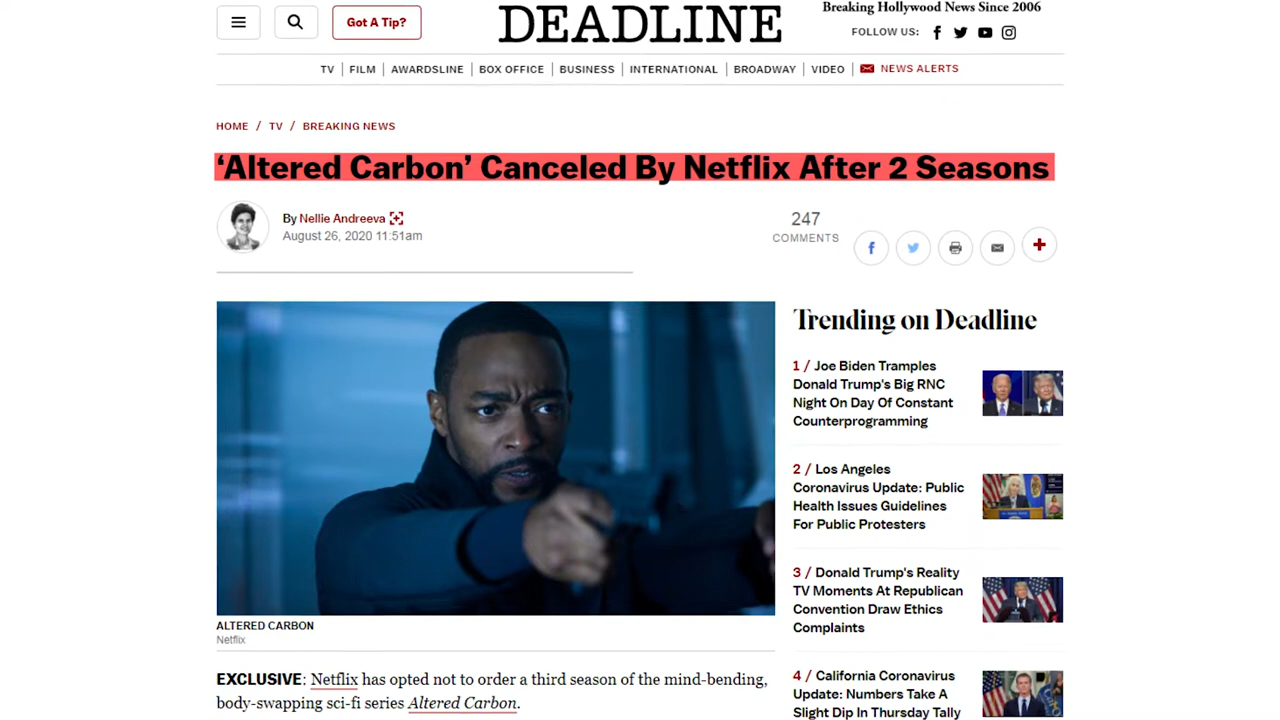 Got A Tip?
DEADLINE
Breaking Hollywood News Since 2006
FOLLOW US:
TV
FILM
AWARDSLINE
BOX OFFICE
BUSINESS
INTERNATIONAL
BROADWAY
VIDEO
NEWS ALERTS
HOME / TV / BREAKING NEWS
‘Altered Carbon’ Canceled By Netflix After 2 Seasons
By Nellie Andreeva
August 26, 2020 11:51am
247
COMMENTS
ALTERED CARBON
Netflix
EXCLUSIVE: Netflix has opted not to order a third season of the mind-bending,
body-swapping sci-fi series Altered Carbon.
Trending on Deadline
1 / Joe Biden Tramples
Donald Trump's Big RNC
Night On Day Of Constant
Counterprogramming
2 / Los Angeles
Coronavirus Update: Public
Health Issues Guidelines
For Public Protesters
3 / Donald Trump's Reality
TV Moments At Republican
Convention Draw Ethics
Complaints
4 / California Coronavirus
Update: Numbers Take A
Slight Dip In Thursday Tally